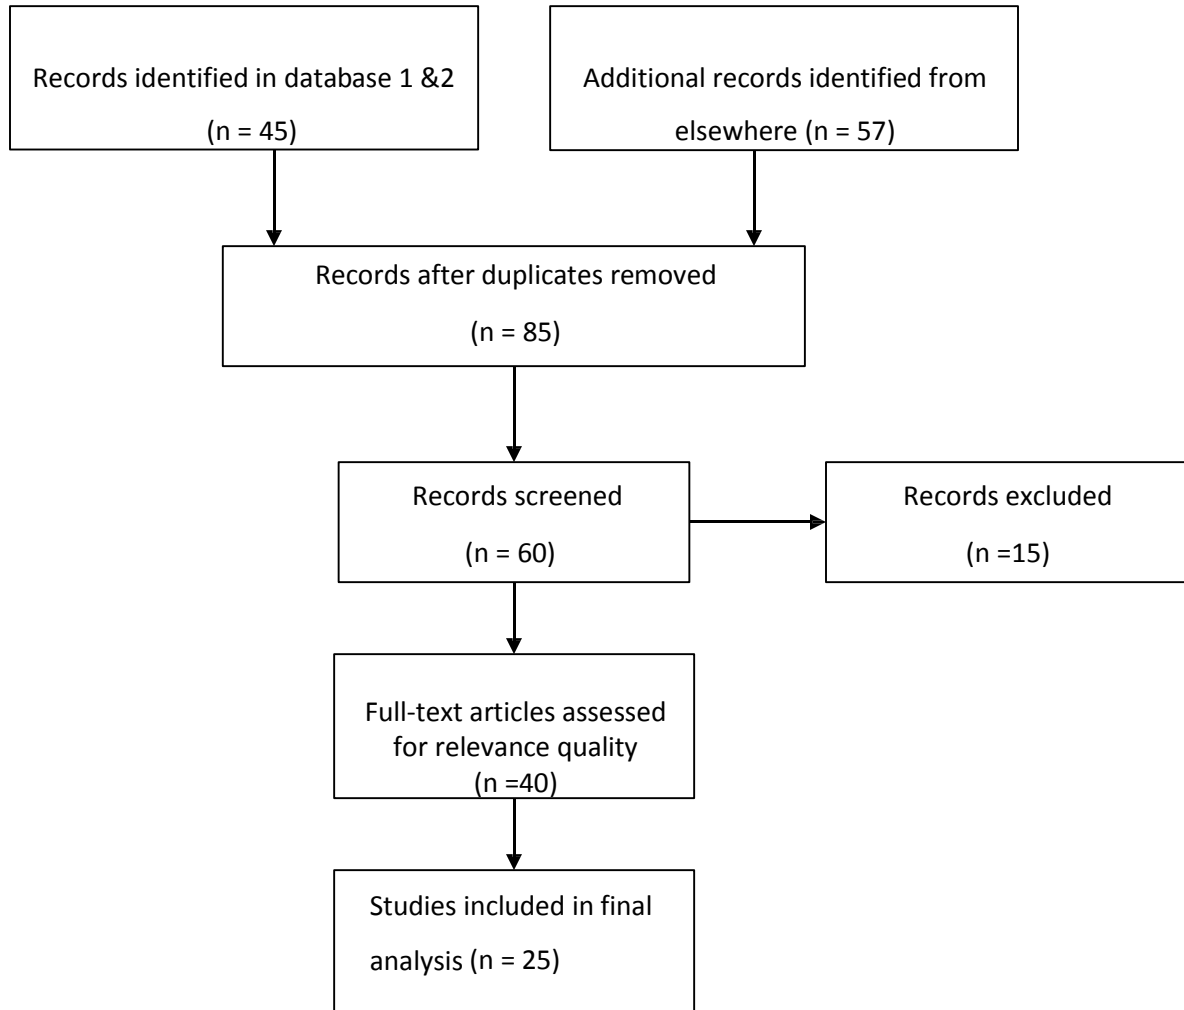 Records identified in database 1 &2
(n = 45)
Additional records identified from
elsewhere (n = 57)
Records after duplicates removed
(n = 85)
Records screened
(n = 60)
Records excluded
(n =15)
Full-text articles assessed
for relevance quality
(n =40)
Studies included in final
analysis (n = 25)